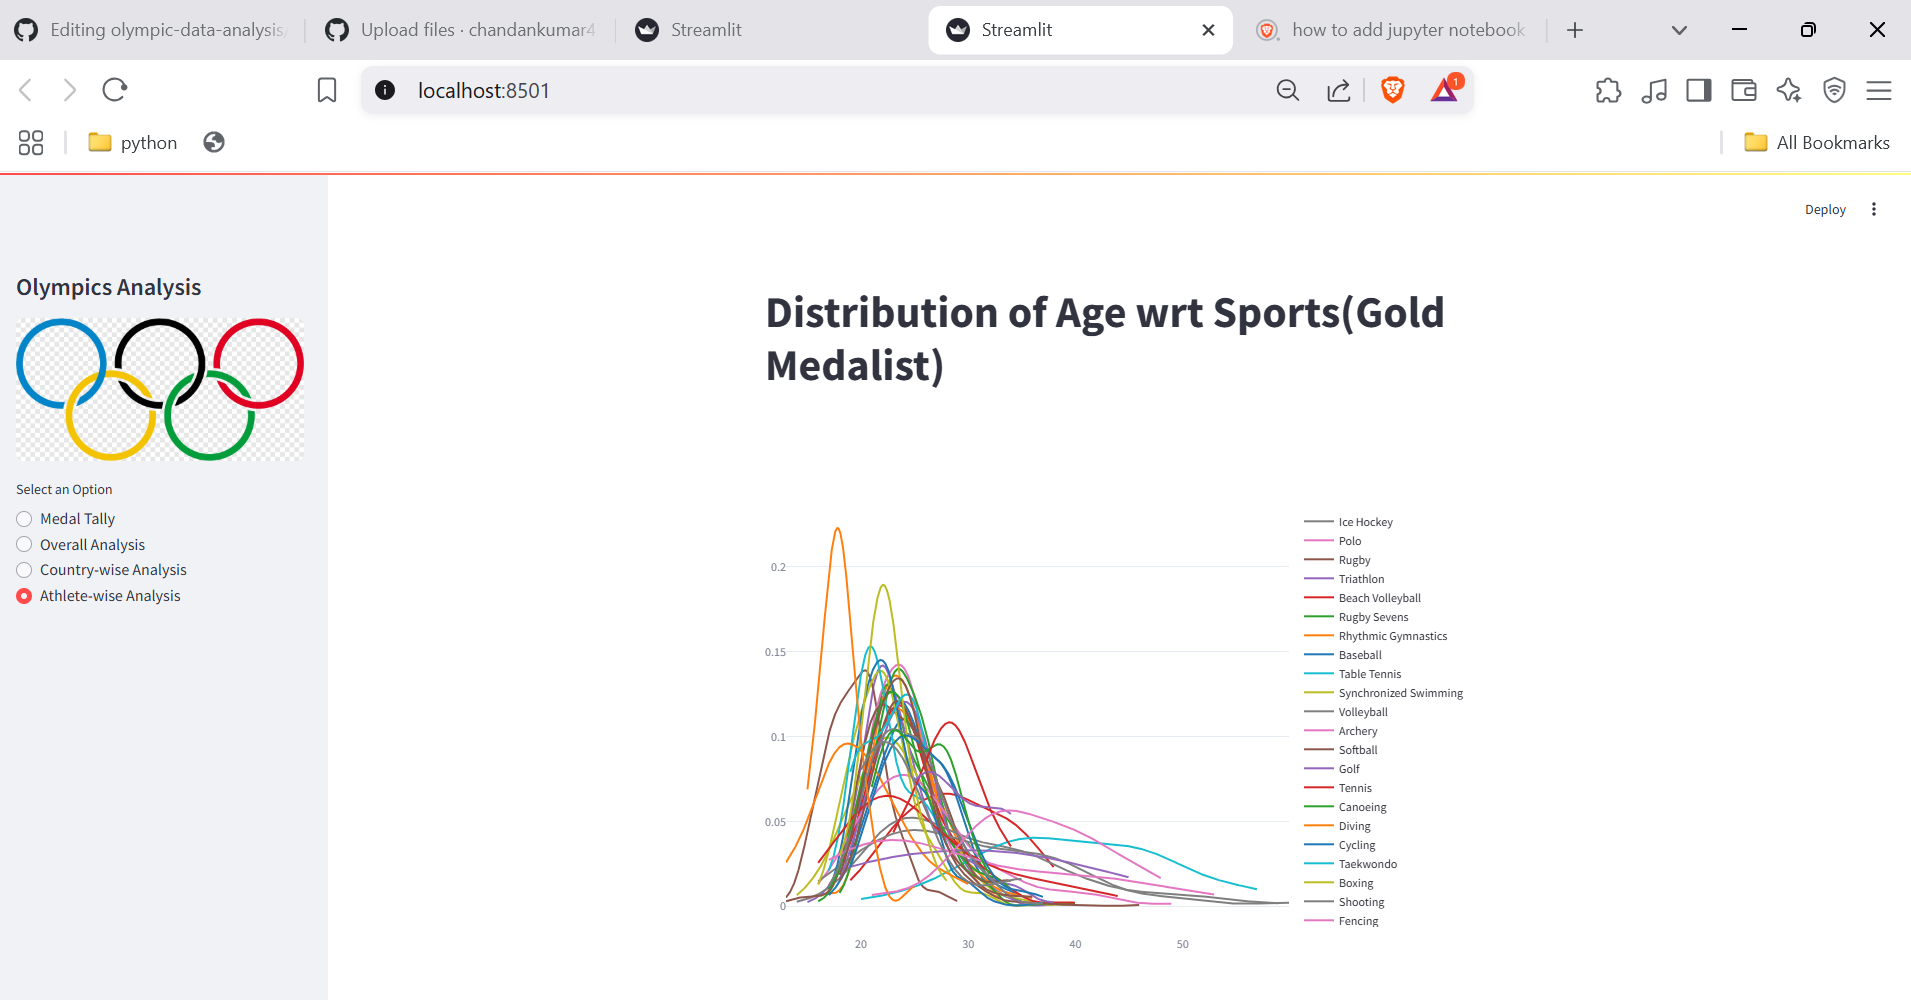 Editing olympic-data-analysis/
Upload files · chandankumar4
Streamlit
Streamlit
how to add jupyter notebook
localhost:8501
1
python
All Bookmarks
Deploy
Olympics Analysis
Select an Option
Medal Tally
Overall Analysis
Country-wise Analysis
Athlete-wise Analysis
Distribution of Age wrt Sports(Gold
Medalist)
0.2
0.15
0.1
0.05
0
20
30
40
50
Ice Hockey
Polo
Rugby
Triathlon
Beach Volleyball
Rugby Sevens
Rhythmic Gymnastics
Baseball
Table Tennis
Synchronized Swimming
Volleyball
Archery
Softball
Golf
Tennis
Canoeing
Diving
Cycling
Taekwondo
Boxing
Shooting
Fencing